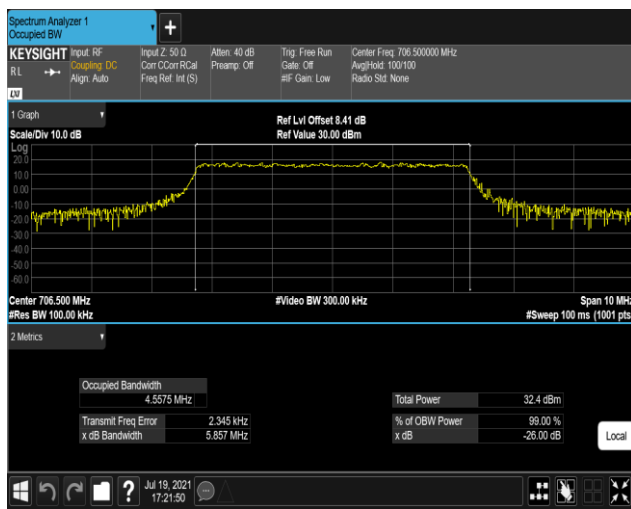 Spectrum Analyzer 1
Occupied BW
KEYSIGHT
RL
LXI
Input: RF
Coupling: DC
Align: Auto
Input Z: 50 Ω
Corr CCorr RCal
Freq Ref: Int (S)
Atten: 40 dB
Preamp: Off
Trig: Free Run
Gate: Off
#IF Gain: Low
Center Freq: 706.500000 MHz
Avg|Hold: 100/100
Radio Std: None
1 Graph
Scale/Div 10.0 dB
Ref Lvl Offset 8.41 dB
Ref Value 30.00 dBm
Log
20.0
10.0
0.00
-10.0
-20.0
-30.0
-40.0
-50.0
-60.0
Center 706.500 MHz
#Res BW 100.00 kHz
#Video BW 300.00 kHz
Span 10 MHz
#Sweep 100 ms (1001 pts
2 Metrics
Occupied Bandwidth
4.5575 MHz
Transmit Freq Error 2.345 kHz
x dB Bandwidth 5.857 MHz
Total Power 32.4 dBm
% of OBW Power 99.00 %
x dB -26.00 dB
Local
?
Jul 19, 2021
17:21:50